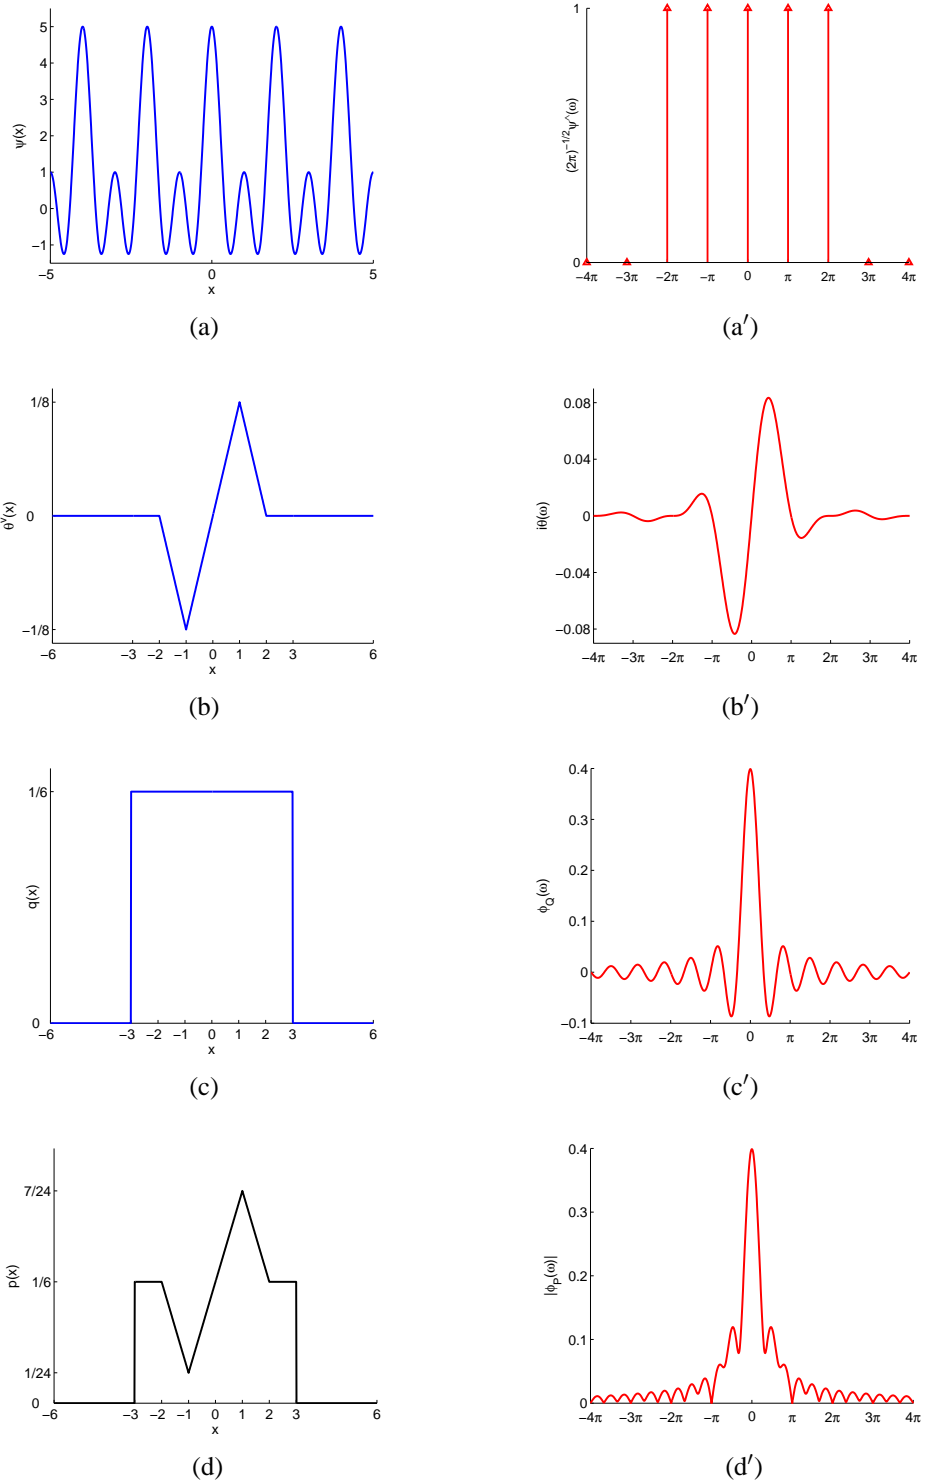 5
4
3
2
1
0
−1
ψ(x)
−5 0 5
x
(a)
1
0
(2π)^−1/2 ψ^(ω)
−4π −3π −2π −π 0 π 2π 3π 4π
(a′)
1/8
0
−1/8
θ^v(x)
−6 −3 −2 −1 0 1 2 3 6
x
(b)
0.08
0.04
0
−0.04
−0.08
iθ(ω)
−4π −3π −2π −π 0 π 2π 3π 4π
(b′)
1/6
0
q(x)
−6 −3 −2 −1 0 1 2 3 6
x
(c)
0.4
0.3
0.2
0.1
0
−0.1
ϕ_Q(ω)
−4π −3π −2π −π 0 π 2π 3π 4π
(c′)
7/24
1/6
1/24
0
p(x)
−6 −3 −2 −1 0 1 2 3 6
x
(d)
0.4
0.3
0.2
0.1
0
|ϕ_P(ω)|
−4π −3π −2π −π 0 π 2π 3π 4π
(d′)